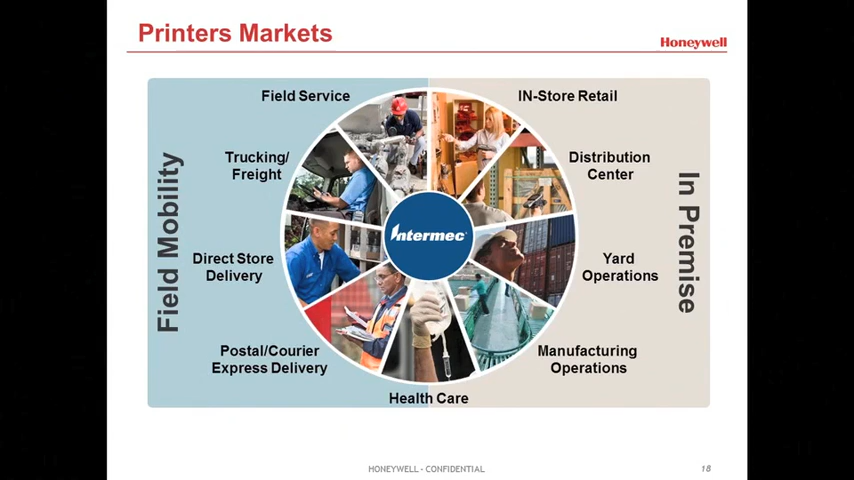 Printers Markets
Honeywell
Field Service
IN-Store Retail
Trucking/
Freight
Distribution
Center
Field Mobility
In Premise
Intermec
Direct Store
Delivery
Yard
Operations
Postal/Courier
Express Delivery
Manufacturing
Operations
Health Care
HONEYWELL - CONFIDENTIAL
18